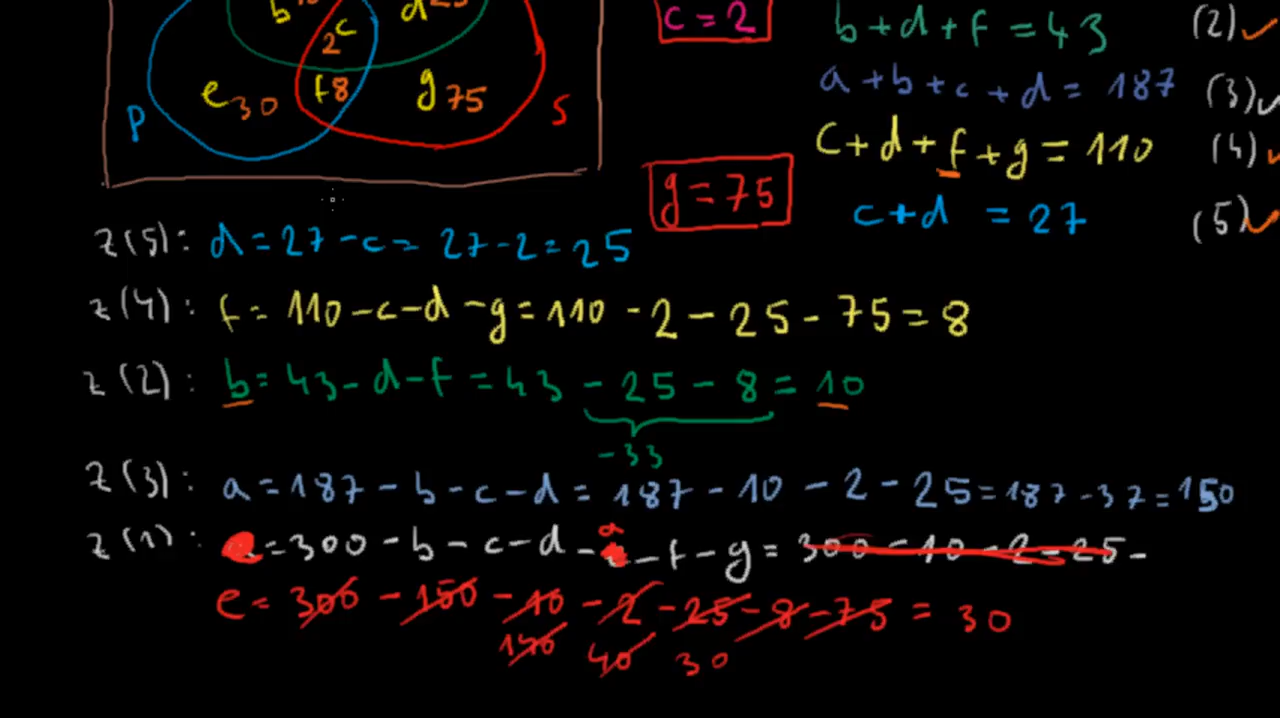 b d
2 c c = 2 b + d + f = 43 (2)
e 30 f 8 g 75 a + b + c + d = 187 (3)
P S c + d + f + g = 110 (4)
g = 75 c + d = 27 (5)
z (5) : d = 27 - c = 27 - 2 = 25
z (4) : f = 110 - c - d - g = 110 - 2 - 25 - 75 = 8
z (2) : b = 43 - d - f = 43 - 25 - 8 = 10
- 33
z (3) : a = 187 - b - c - d = 187 - 10 - 2 - 25 = 187 - 37 = 150
a
z (1) : = 300 - b - c - d - - f - g = 300 - 10 - 2 - 25 -
e = 300 - 150 - 10 - 2 - 25 - 8 - 75 = 30
140 40 30